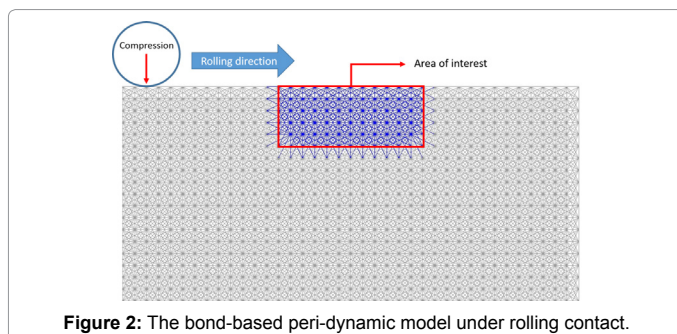 Compression
Rolling direction
Area of interest
Figure 2: The bond-based peri-dynamic model under rolling contact.